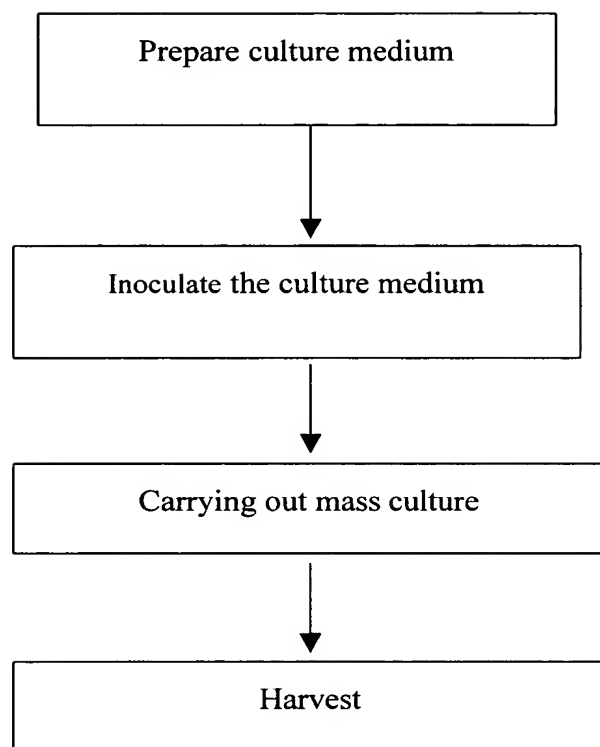 Prepare culture medium
Inoculate the culture medium
Carrying out mass culture
Harvest